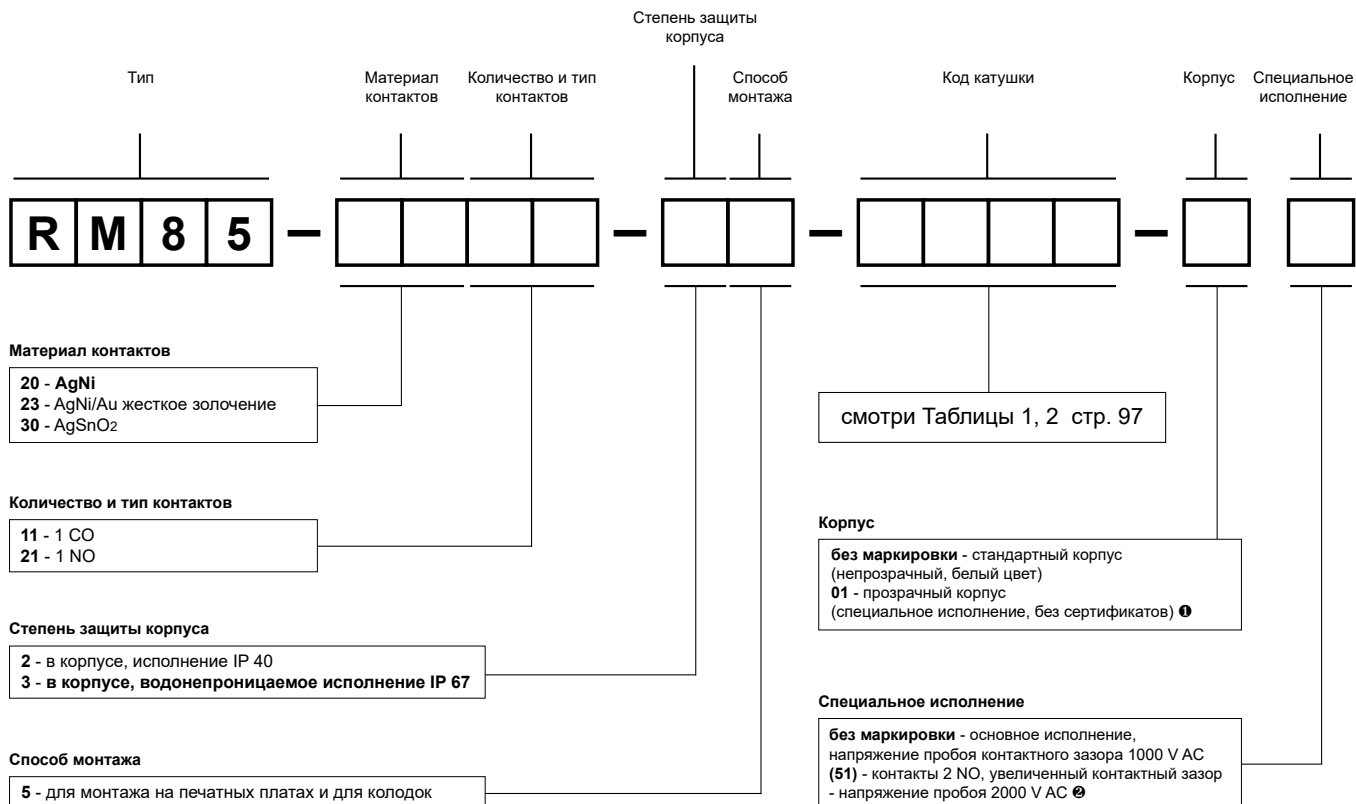 Степень защиты
корпуса
Тип
Материал
контактов
Количество и тип
контактов
Способ
монтажа
Код катушки
Корпус
Специальное
исполнение
R M 8 5 – – – –
Материал контактов
20 - AgNi
23 - AgNi/Au жесткое золочение
30 - AgSnO2
смотри Таблицы 1, 2 стр. 97
Количество и тип контактов
11 - 1 CO
21 - 1 NO
Корпус
без маркировки - стандартный корпус
(непрозрачный, белый цвет)
01 - прозрачный корпус
(специальное исполнение, без сертификатов) ❶
Степень защиты корпуса
2 - в корпусе, исполнение IP 40
3 - в корпусе, водонепроницаемое исполнение IP 67
Специальное исполнение
без маркировки - основное исполнение,
напряжение пробоя контактного зазора 1000 V AC
(51) - контакты 2 NO, увеличенный контактный зазор
- напряжение пробоя 2000 V AC ❷
Способ монтажа
5 - для монтажа на печатных платах и для колодок